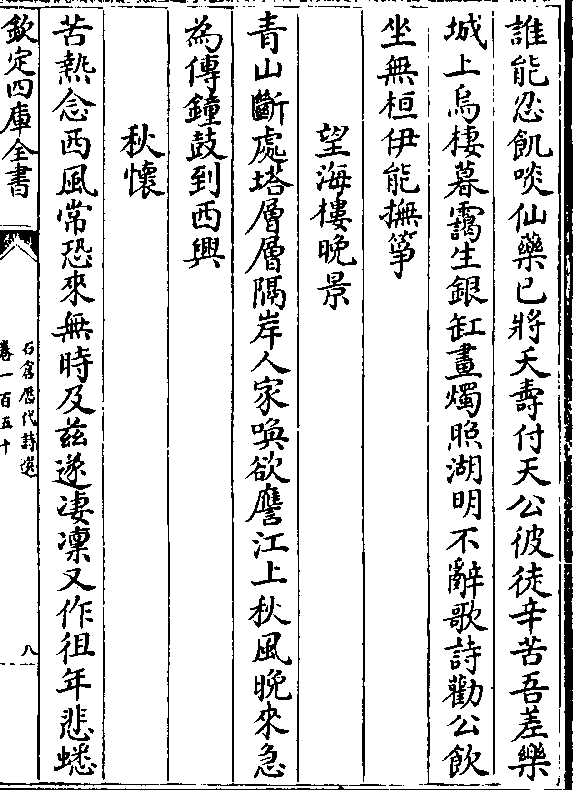 誰能忍飢啖仙藥已將夭壽付天公彼徒辛苦吾差樂
城上烏棲暮靄生銀缸畫燭照湖明不辭歌詩勸公飲
坐無桓伊能撫箏
望海樓晚景
青山斷處塔層層隔岸人家喚欲譍江上秋風晚來急
為傳鐘鼓到西興
秋懷
苦熱念西風常恐來無時及茲遂凄凜又作徂年悲蟋
欽定四庫全書
石倉歷代詩選
卷一百五十
八